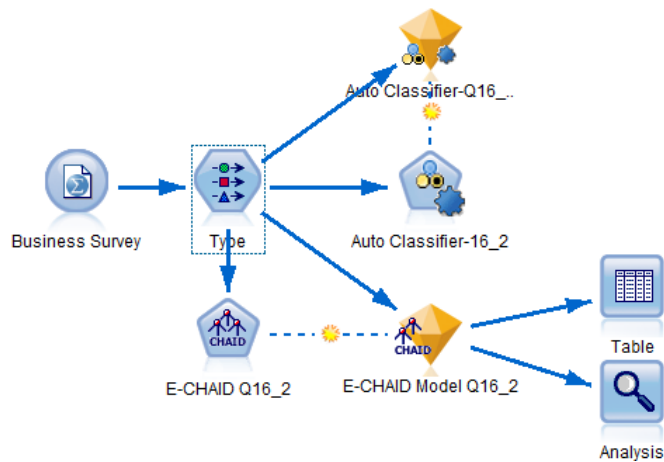 Auto Classifier-Q16_..
Business Survey
Type
Auto Classifier-16_2
CHAID
E-CHAID Q16_2
CHAID
E-CHAID Model Q16_2
Table
Analysis